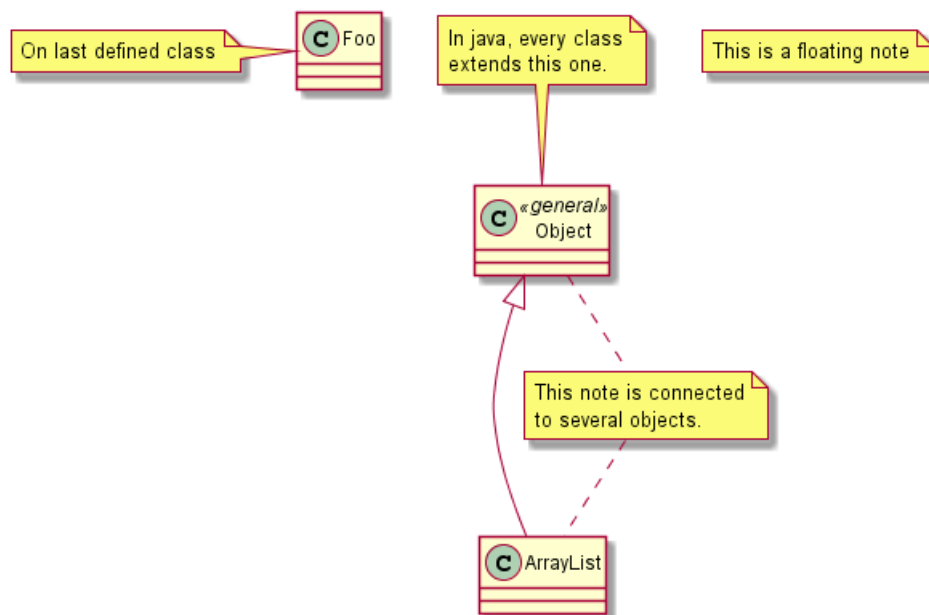 On last defined class
C Foo
In java, every class
extends this one.
This is a floating note
C «general»
Object
This note is connected
to several objects.
C ArrayList